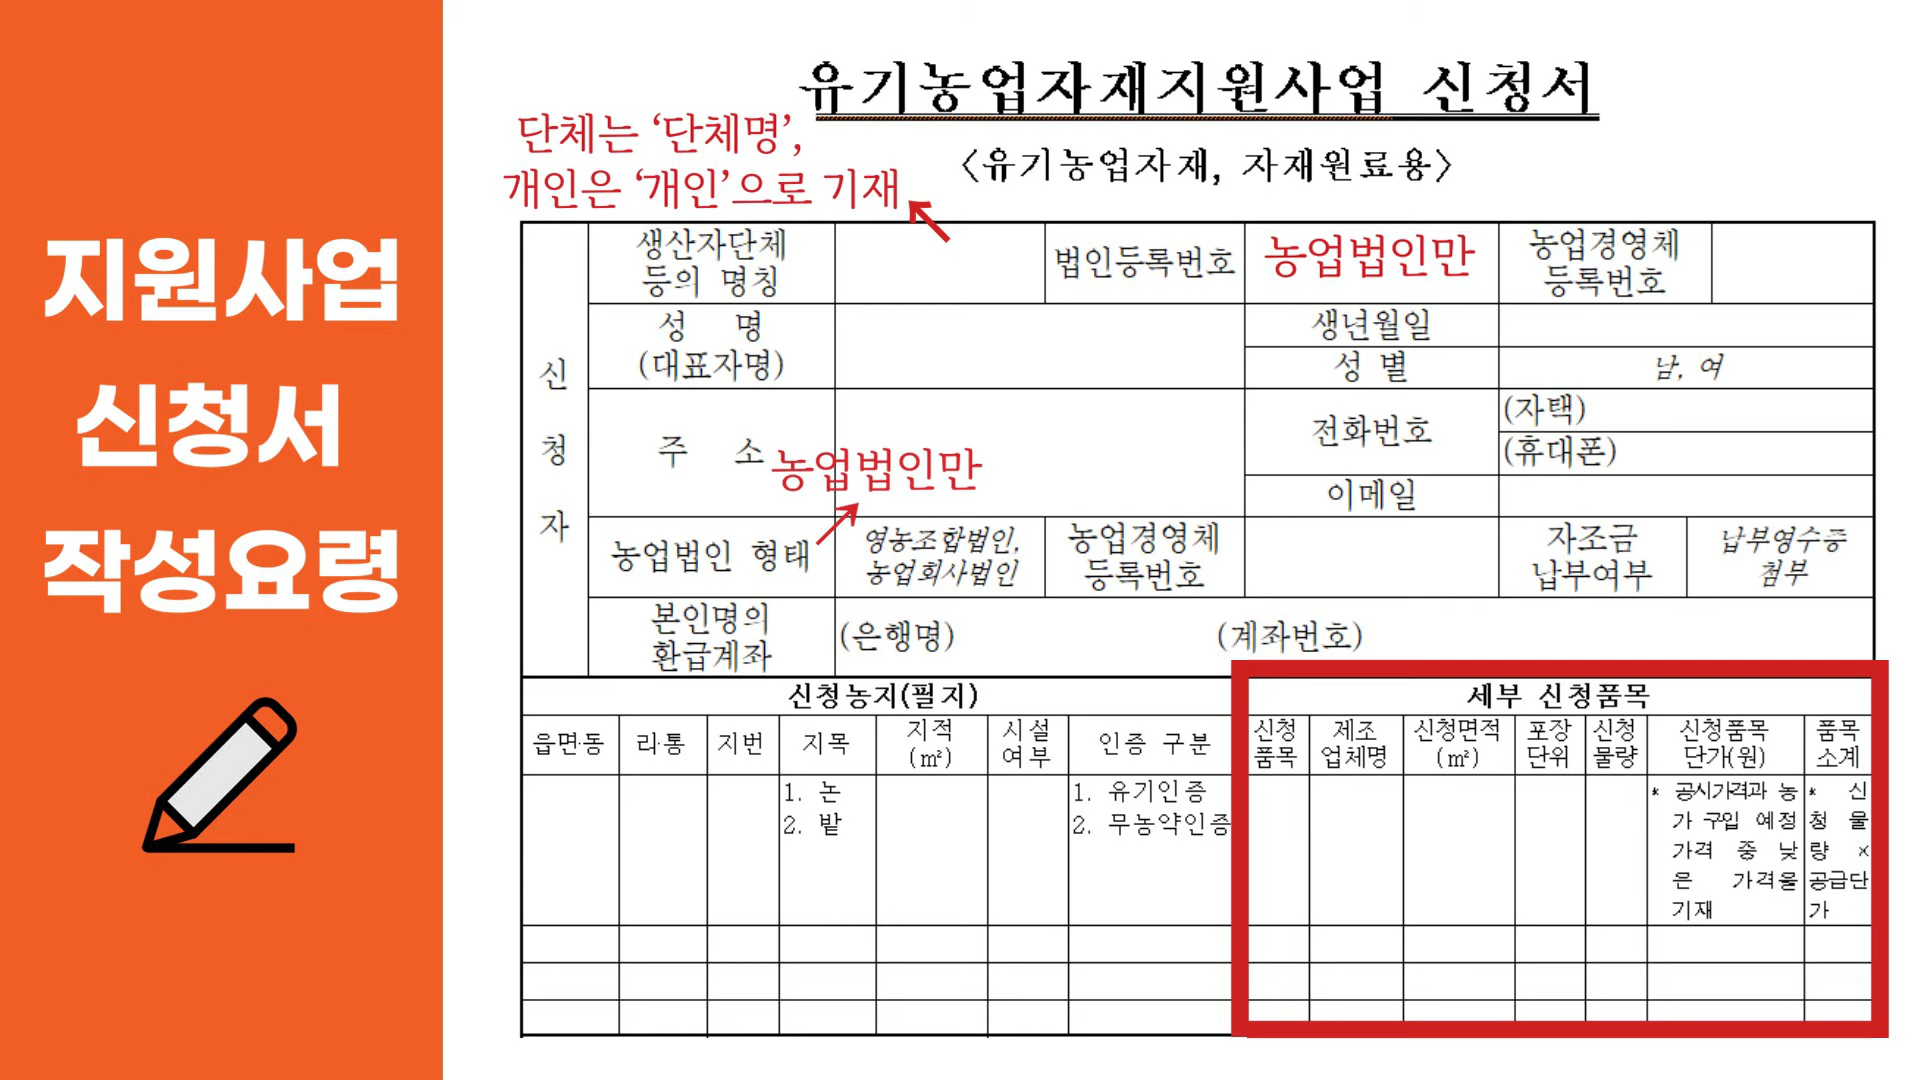 지원사업
신청서
작성요령
유기농업자재지원사업 신청서
<유기농업자재, 자재원료용>
단체는 ‘단체명’,
개인은 ‘개인’으로 기재
신
청
자
생산자단체
등의 명칭
법인등록번호
농업법인만
농업경영체
등록번호
성 명
(대표자명)
생년월일
성 별
남, 여
주 소
농업법인만
전화번호
(자택)
(휴대폰)
이메일
농업법인 형태
영농조합법인,
농업회사법인
농업경영체
등록번호
자조금
납부여부
납부영수증
첨부
본인명의
환급계좌
(은행명)
(계좌번호)
신청농지(필지)
세부 신청품목
읍·면·동
리·통
지번
지목
지적
(㎡)
시설
여부
인증 구분
신청
품목
제조
업체명
신청면적
(㎡)
포장
단위
신청
물량
신청품목
단가(원)
품목
소계
1. 논
2. 밭
1. 유기인증
2. 무농약인증
* 공시가격과 농
가 구입 예정
가격 중 낮
은 가격을
기재
* 신
청 물
량 ×
공급단
가